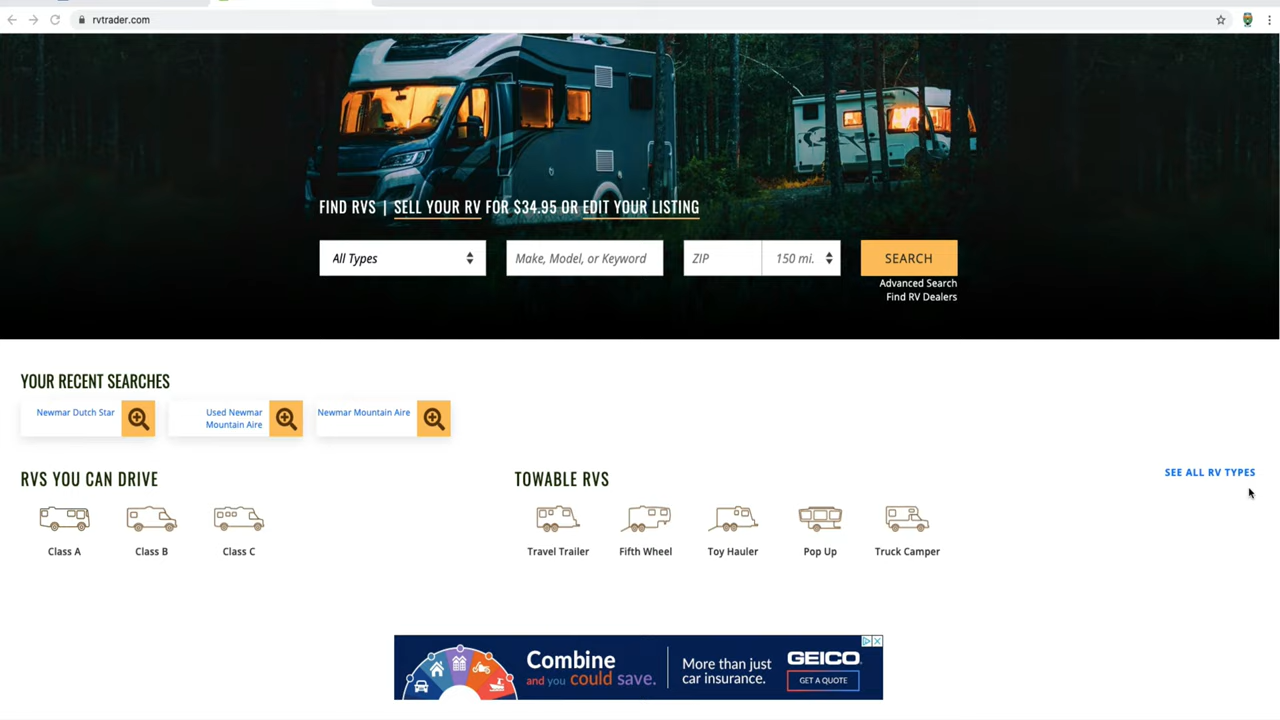 rvtrader.com
FIND RVS | SELL YOUR RV FOR $34.95 OR EDIT YOUR LISTING
All Types
Make, Model, or Keyword
ZIP
150 mi.
SEARCH
Advanced Search
Find RV Dealers
YOUR RECENT SEARCHES
Newmar Dutch Star
Used Newmar
Mountain Aire
Newmar Mountain Aire
RVS YOU CAN DRIVE
TOWABLE RVS
SEE ALL RV TYPES
Class A
Class B
Class C
Travel Trailer
Fifth Wheel
Toy Hauler
Pop Up
Truck Camper
Combine
and you could save.
More than just
car insurance.
GEICO
GET A QUOTE